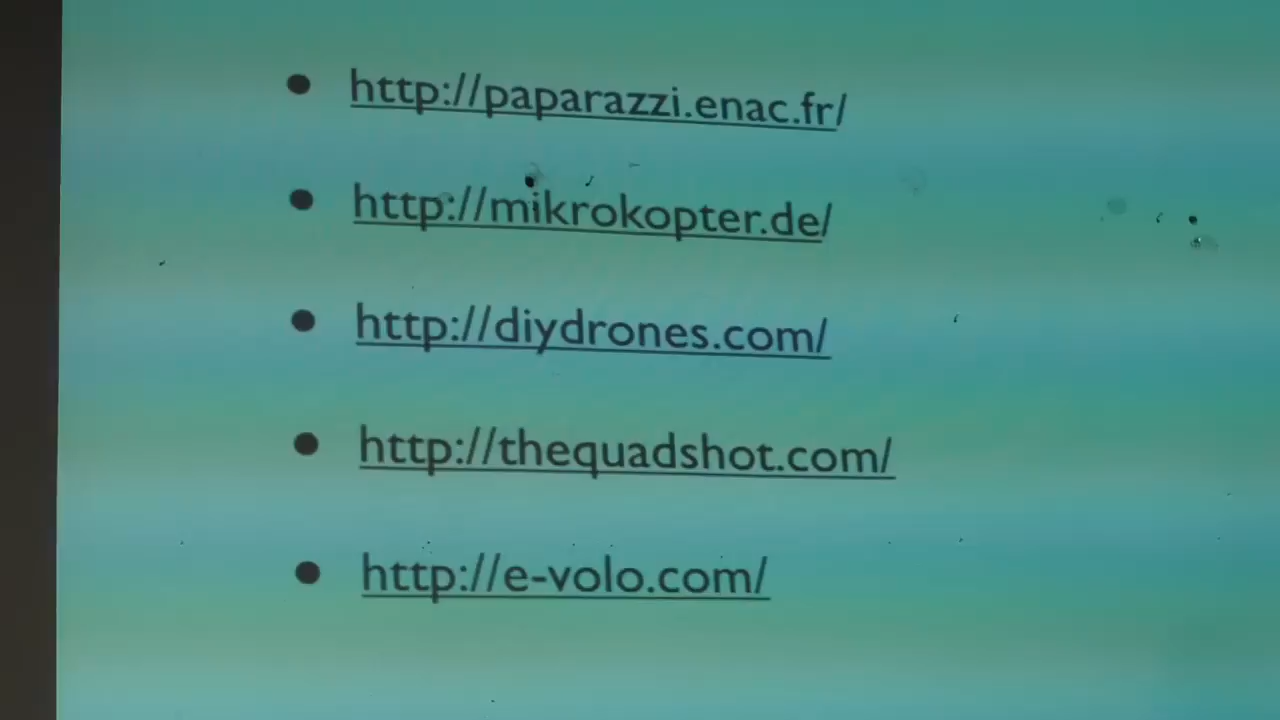 • http://paparazzi.enac.fr/
• http://mikrokopter.de/
• http://diydrones.com/
• http://thequadshot.com/
• http://e-volo.com/